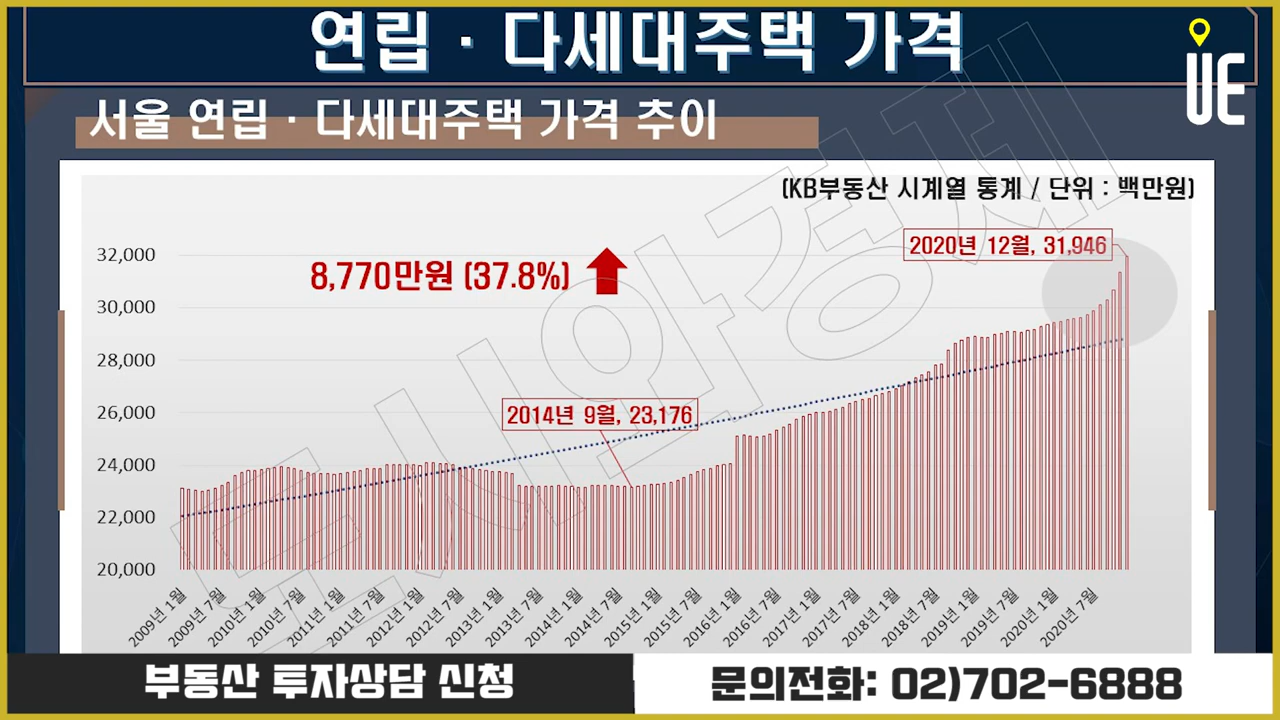 연립 · 다세대주택 가격
UE
서울 연립 · 다세대주택 가격 추이
(KB부동산 시계열 통계 / 단위 : 백만원)
2020년 12월, 31,946
8,770만원 (37.8%)
2014년 9월, 23,176
32,000
30,000
28,000
26,000
24,000
22,000
20,000
2009년 1월
2009년 7월
2010년 1월
2010년 7월
2011년 1월
2011년 7월
2012년 1월
2012년 7월
2013년 1월
2013년 7월
2014년 1월
2014년 7월
2015년 1월
2015년 7월
2016년 1월
2016년 7월
2017년 1월
2017년 7월
2018년 1월
2018년 7월
2019년 1월
2019년 7월
2020년 1월
2020년 7월
도시와경제
부동산 투자상담 신청
문의전화: 02)702-6888